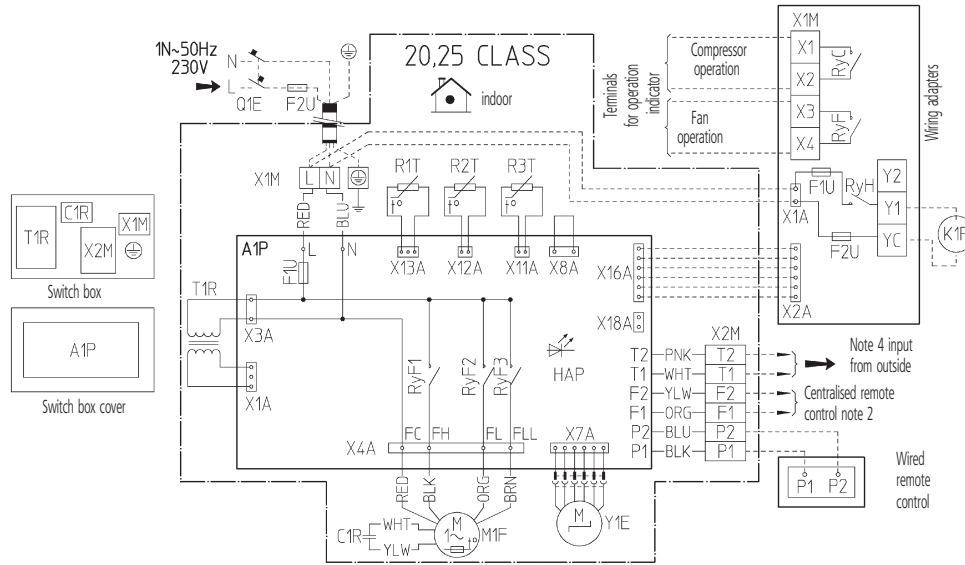 1N~50Hz
230V
N
L
Q1E
F2U
20,25 CLASS
indoor
X1M
L N
RED
BLU
R1T
R2T
R3T
X13A
X12A
X11A
X8A
A1P
L
N
F1U
T1R
X3A
X1A
RyF1
RyF2
RyF3
HAP
X16A
X18A
X4A
FC FH FL FLL
X7A
RED
BLK
ORG
BRN
C1R
WHT
YLW
M
1~
M1F
M
Y1E
T2 PNK T2
T1 WHT T1
F2 YLW F2
F1 ORG F1
P2 BLU P2
P1 BLK P1
X2M
Note 4 input
from outside
Centralised remote
control note 2
P1 P2
Wired
remote
control
Terminals
for operation
indicator
Compressor
operation
Fan
operation
X1M
X1
X2
X3
X4
RyC
RyF
Wiring adapters
F1U
RyH
X1A
F2U
Y2
Y1
YC
K1R
X2A
T1R
C1R
X2M
X1M
Switch box
A1P
Switch box cover